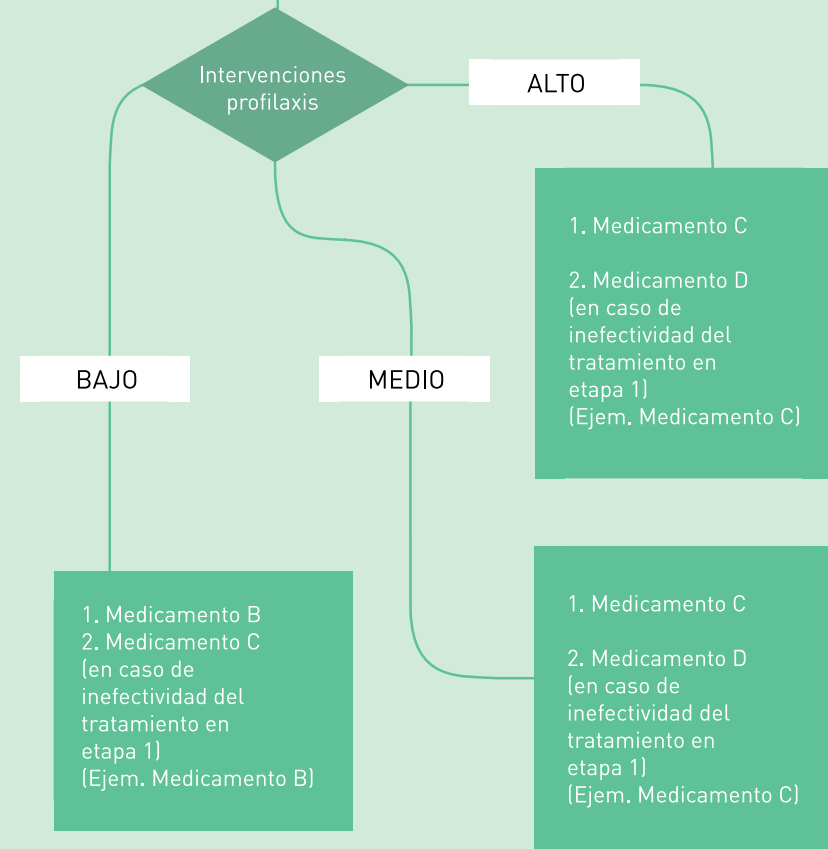 Intervenciones
profilaxis
ALTO
1. Medicamento C
2. Medicamento D
(en caso de
inefectividad del
tratamiento en
etapa 1)
(Ejem. Medicamento C)
BAJO
MEDIO
1. Medicamento B
2. Medicamento C
(en caso de
inefectividad del
tratamiento en
etapa 1)
(Ejem. Medicamento B)
1. Medicamento C
2. Medicamento D
(en caso de
inefectividad del
tratamiento en
etapa 1)
(Ejem. Medicamento C)